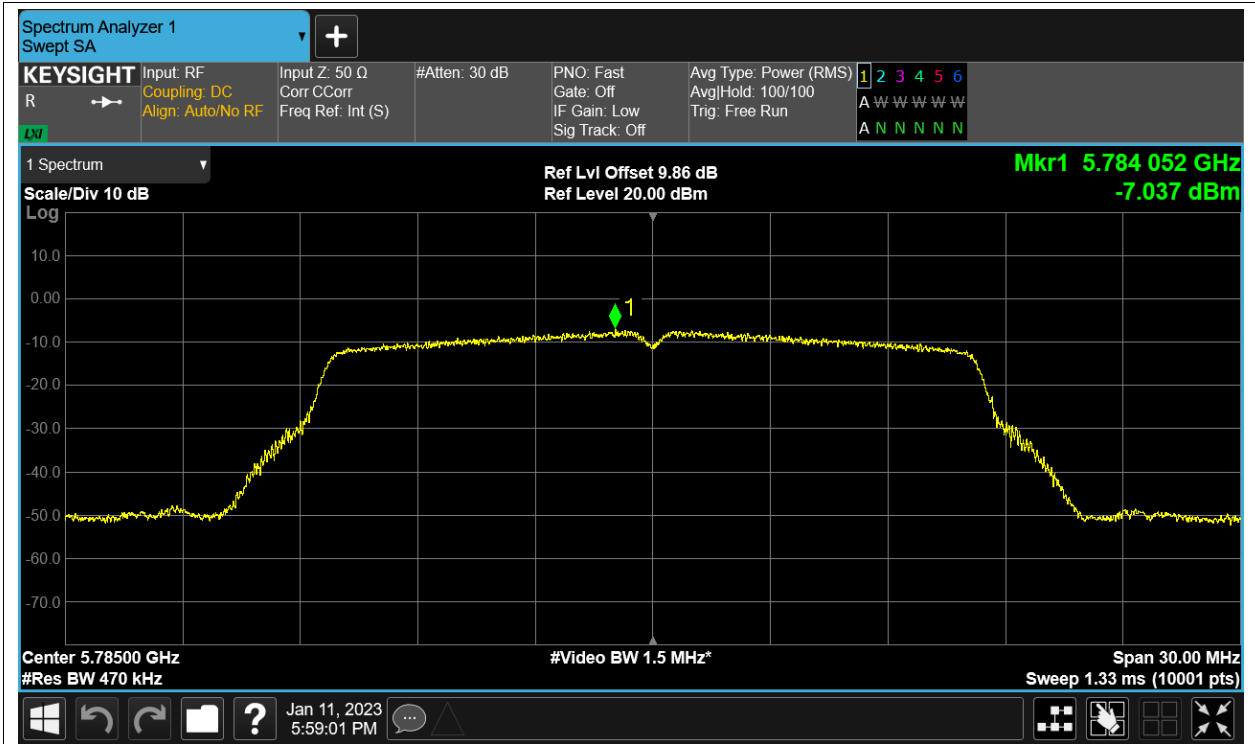 Spectrum Analyzer 1
Swept SA
KEYSIGHT
R
LXI
Input: RF
Coupling: DC
Align: Auto/No RF
Input Z: 50 Ω
Corr CCorr
Freq Ref: Int (S)
#Atten: 30 dB
PNO: Fast
Gate: Off
IF Gain: Low
Sig Track: Off
Avg Type: Power (RMS)
Avg|Hold: 100/100
Trig: Free Run
1 2 3 4 5 6
A W W W W W
A N N N N N
1 Spectrum
Scale/Div 10 dB
Log
Ref Lvl Offset 9.86 dB
Ref Level 20.00 dBm
Mkr1 5.784 052 GHz
-7.037 dBm
10.0
0.00
-10.0
-20.0
-30.0
-40.0
-50.0
-60.0
-70.0
1
Center 5.78500 GHz
#Res BW 470 kHz
#Video BW 1.5 MHz*
Span 30.00 MHz
Sweep 1.33 ms (10001 pts)
?
Jan 11, 2023
5:59:01 PM